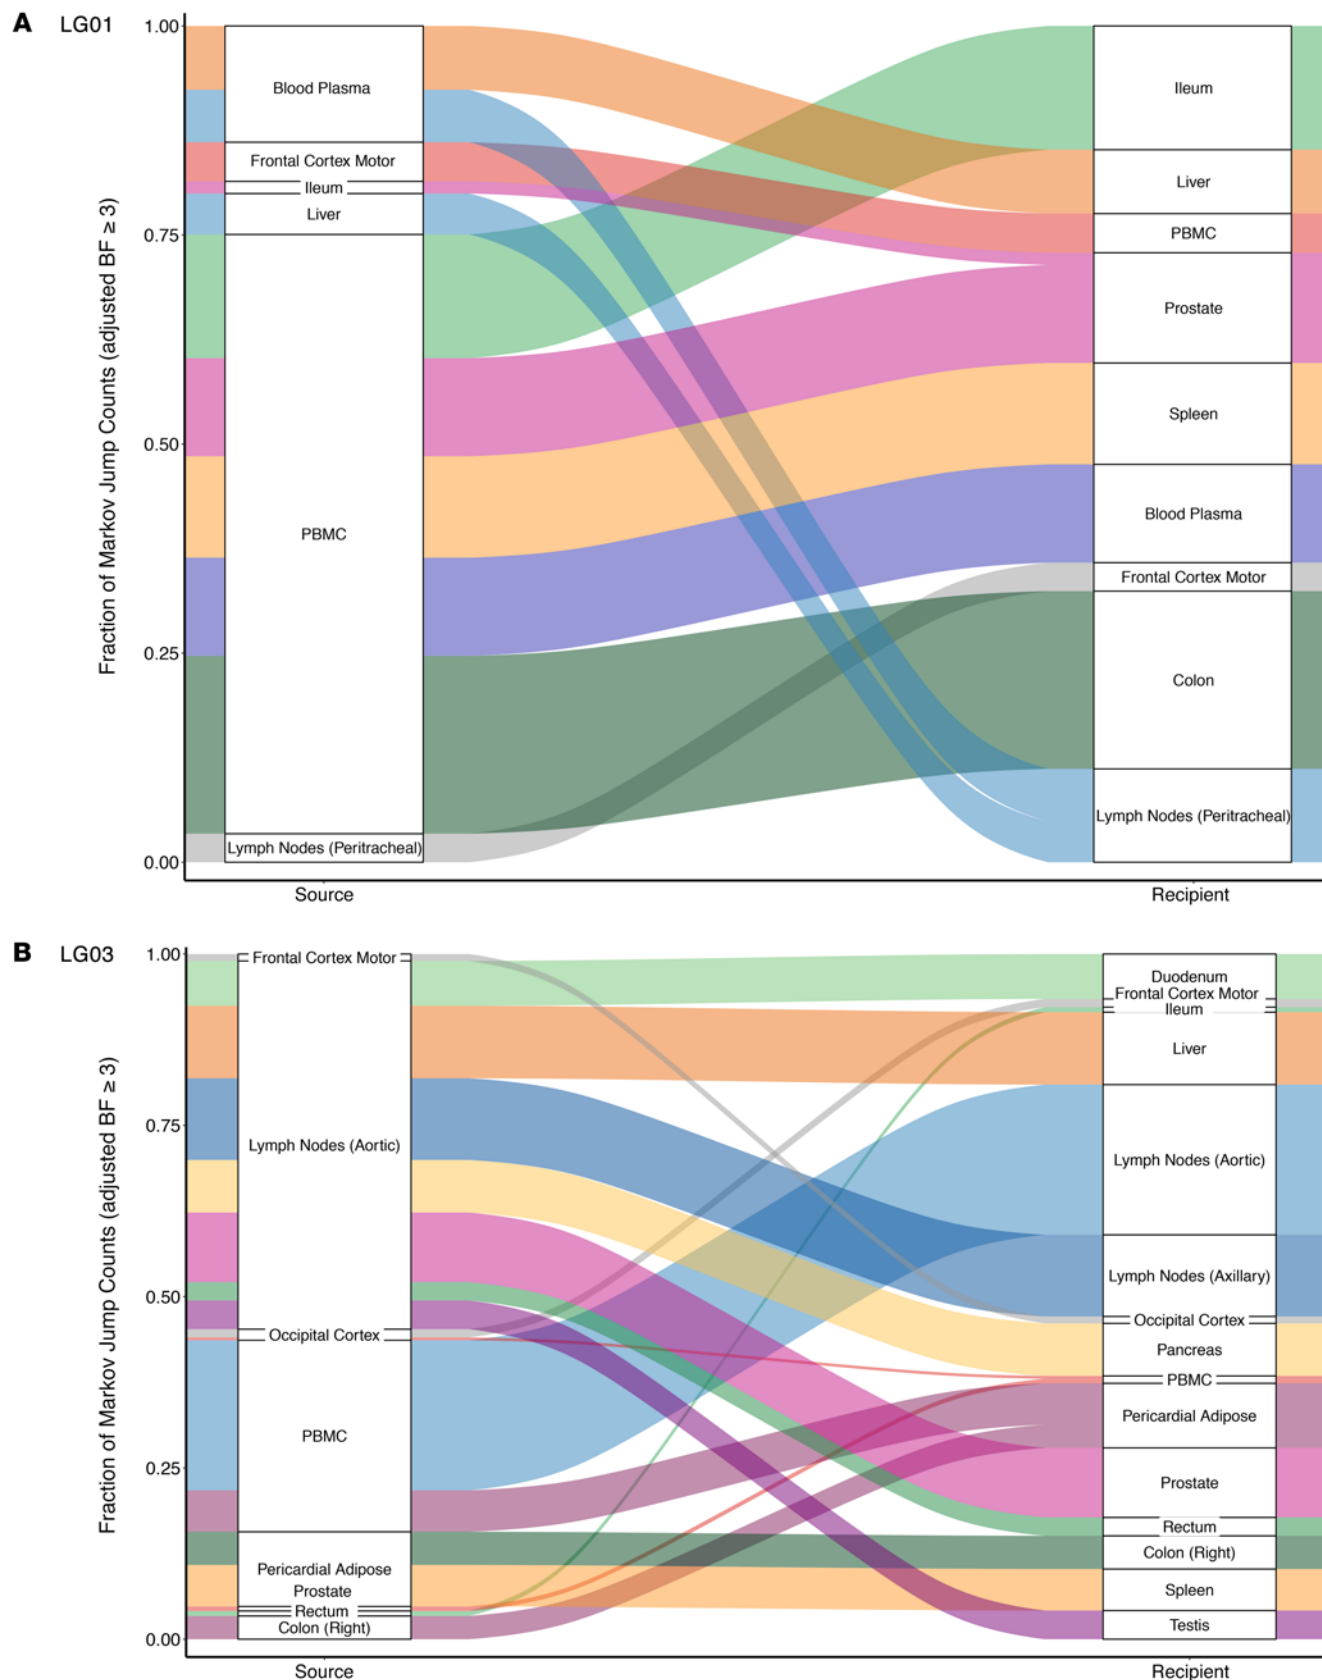 A LG01
Fraction of Markov Jump Counts (adjusted BF ≥ 3)
1.00
0.75
0.50
0.25
0.00
Blood Plasma
Frontal Cortex Motor
Ileum
Liver
PBMC
Lymph Nodes (Peritracheal)
Ileum
Liver
PBMC
Prostate
Spleen
Blood Plasma
Frontal Cortex Motor
Colon
Lymph Nodes (Peritracheal)
Source Recipient
B LG03
Fraction of Markov Jump Counts (adjusted BF ≥ 3)
1.00
0.75
0.50
0.25
0.00
Frontal Cortex Motor
Lymph Nodes (Aortic)
Occipital Cortex
PBMC
Pericardial Adipose
Prostate
Rectum
Colon (Right)
Duodenum
Frontal Cortex Motor
Ileum
Liver
Lymph Nodes (Aortic)
Lymph Nodes (Axillary)
Occipital Cortex
Pancreas
PBMC
Pericardial Adipose
Prostate
Rectum
Colon (Right)
Spleen
Testis
Source Recipient